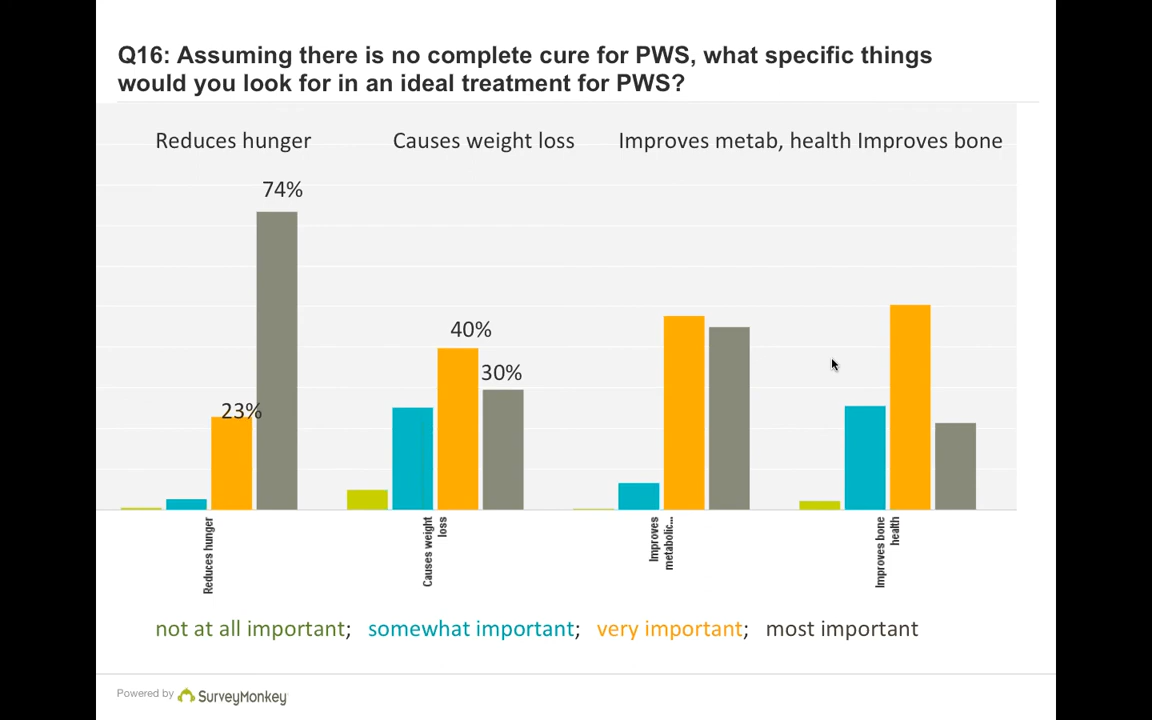 Q16: Assuming there is no complete cure for PWS, what specific things
would you look for in an ideal treatment for PWS?
Reduces hunger
Causes weight loss
Improves metab, health Improves bone
74%
40%
30%
23%
Reduces hunger
Causes weight
loss
Improves
metabolic...
Improves bone
health
not at all important; somewhat important; very important; most important
Powered by SurveyMonkey